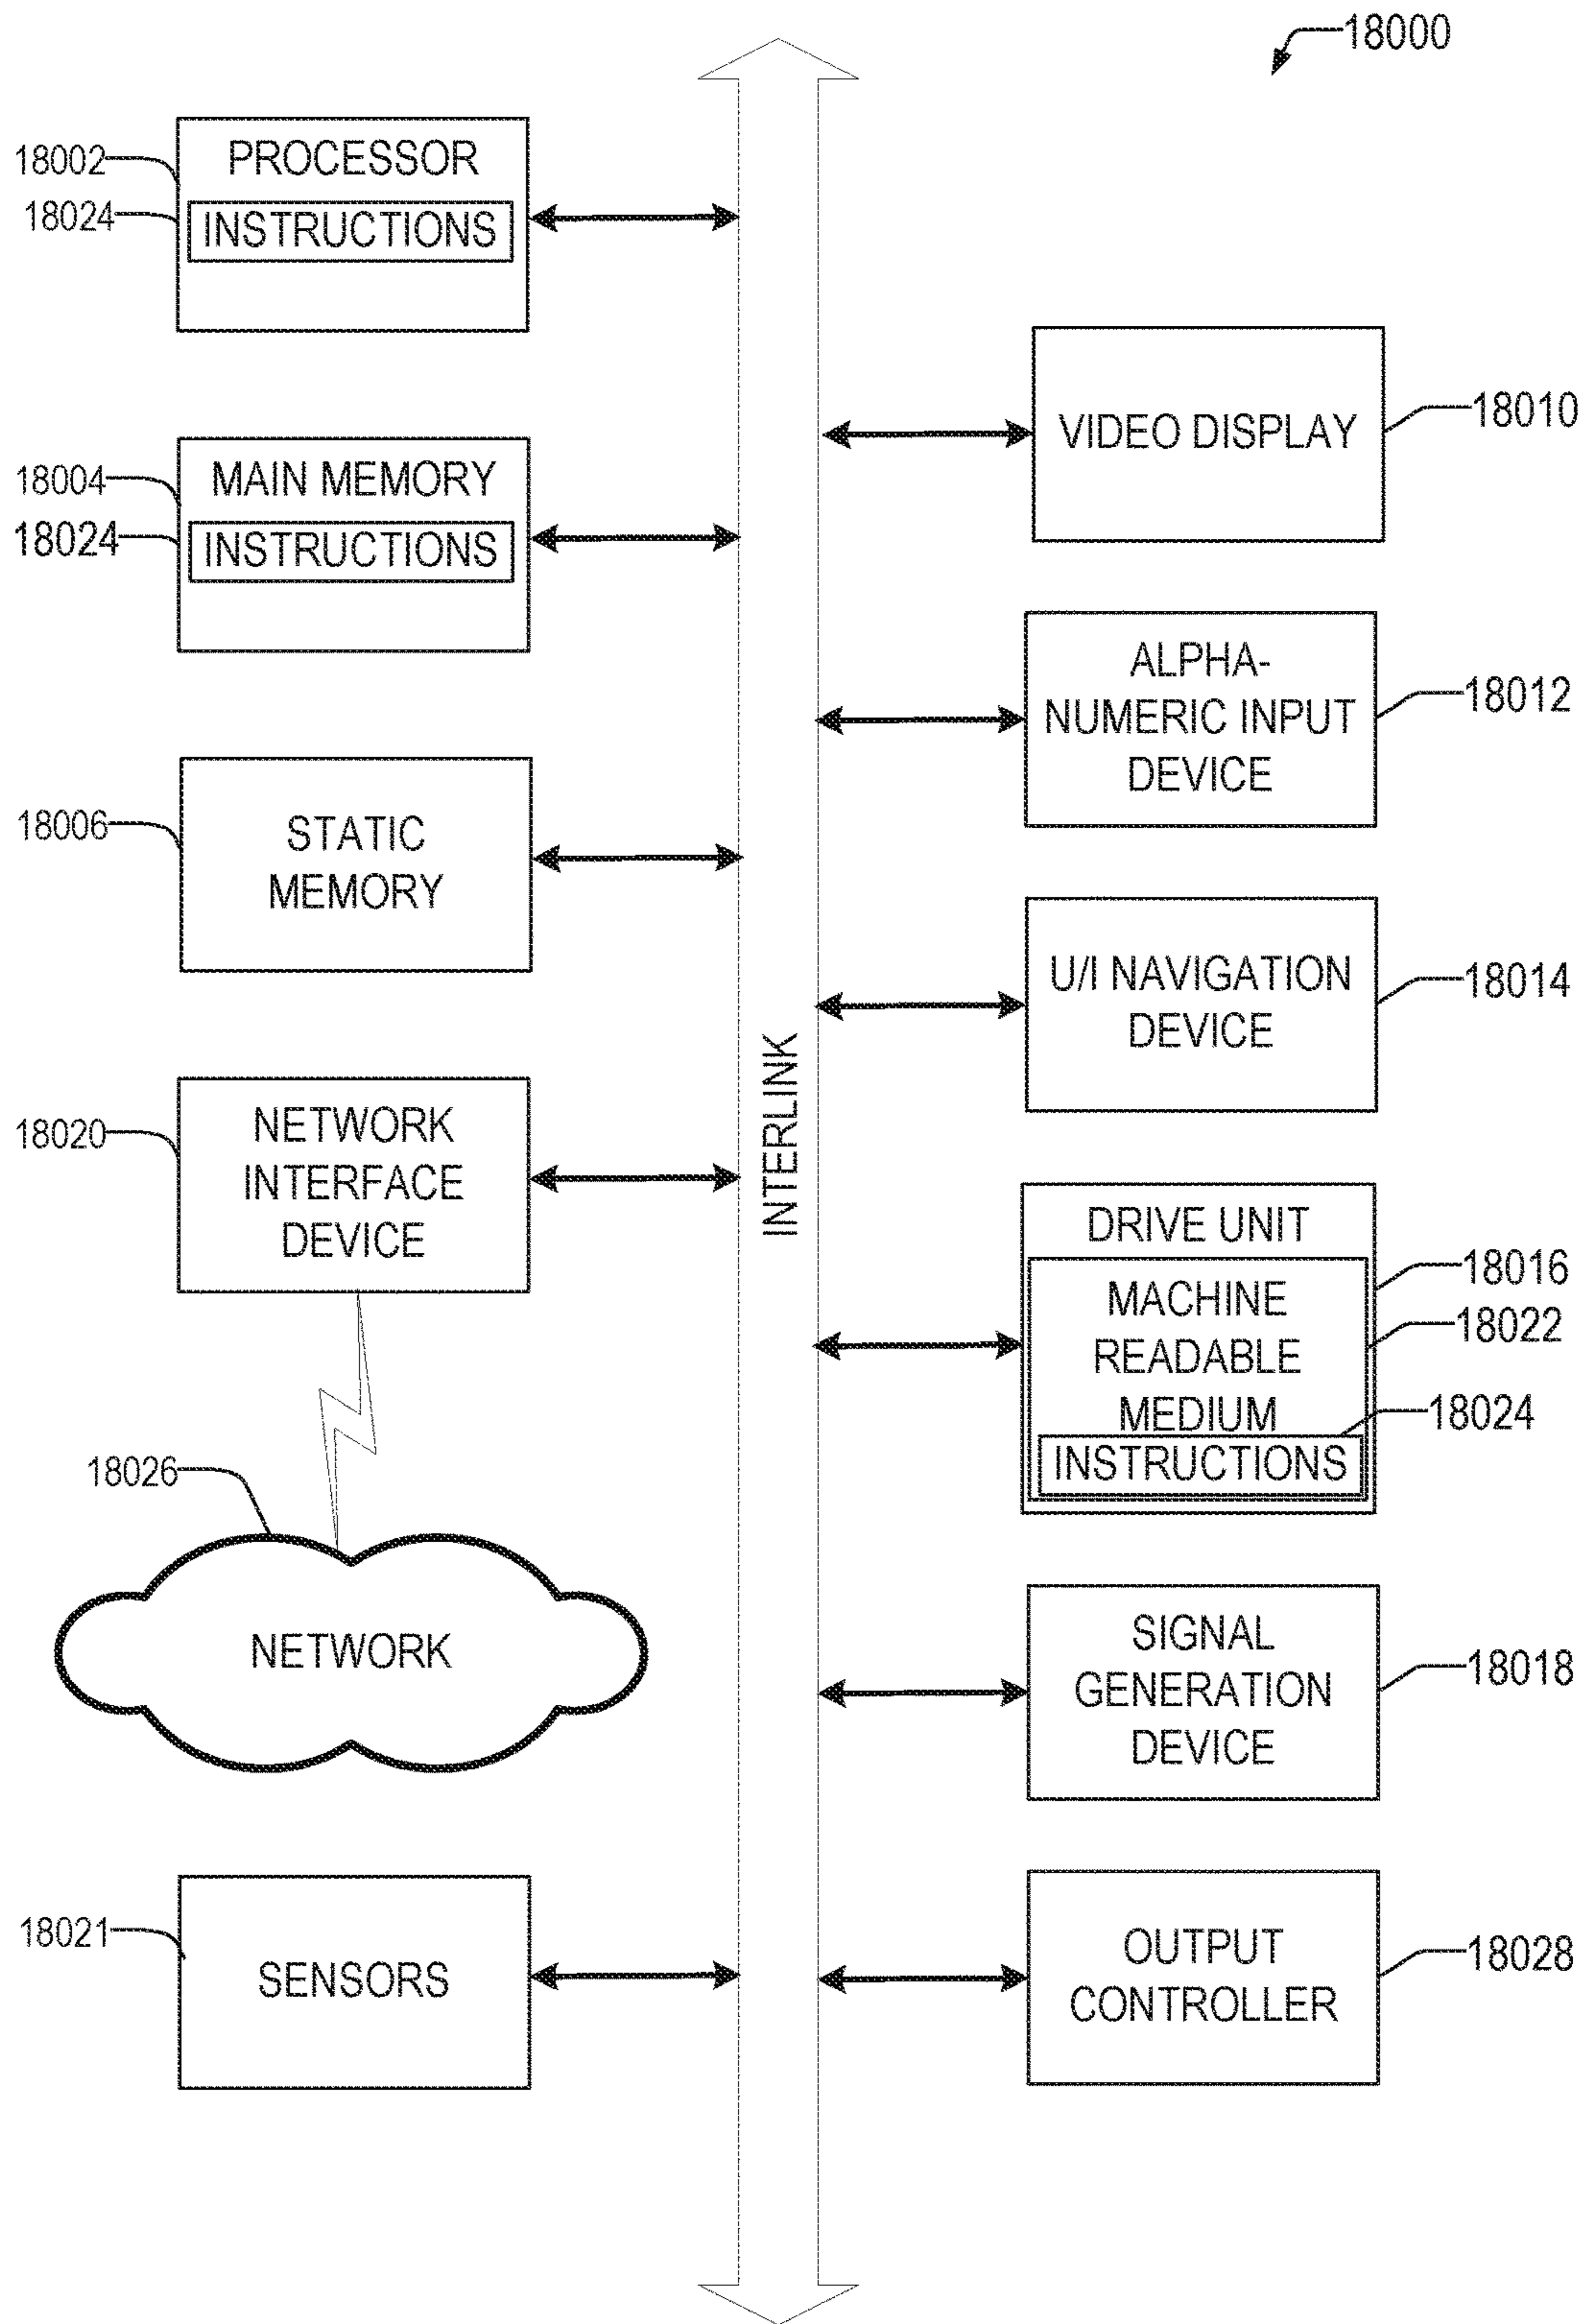 18000
18002
PROCESSOR
18024
INSTRUCTIONS
18004
MAIN MEMORY
18024
INSTRUCTIONS
18006
STATIC
MEMORY
18020
NETWORK
INTERFACE
DEVICE
18026
NETWORK
18021
SENSORS
INTERLINK
VIDEO DISPLAY
18010
ALPHA-
NUMERIC INPUT
DEVICE
18012
U/I NAVIGATION
DEVICE
18014
DRIVE UNIT
18016
MACHINE
READABLE
MEDIUM
18022
18024
INSTRUCTIONS
SIGNAL
GENERATION
DEVICE
18018
OUTPUT
CONTROLLER
18028